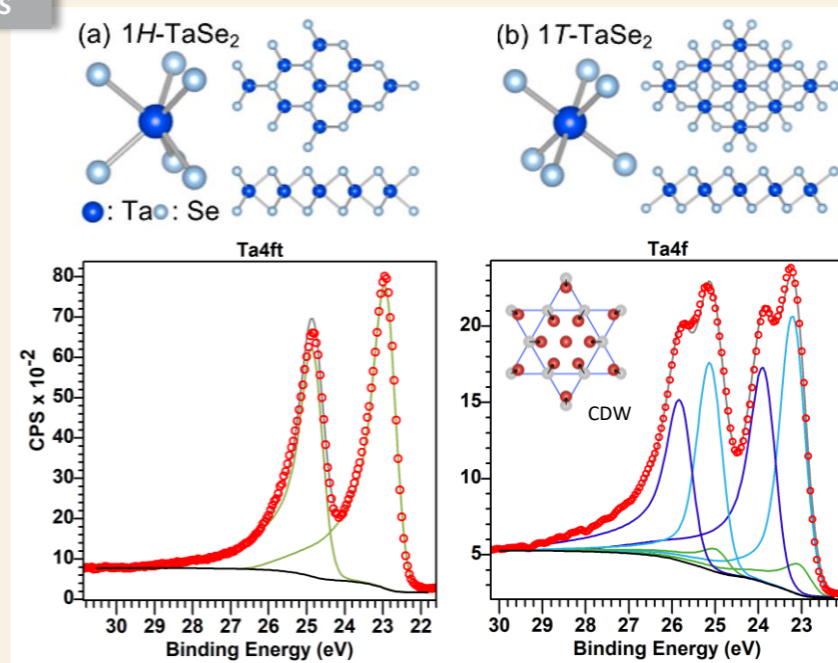 s
(a) 1H-TaSe2
(b) 1T-TaSe2
: Ta : Se
Ta4ft
80
70
60
50
40
30
20
10
0
CPS x 10-2
30 29 28 27 26 25 24 23 22
Binding Energy (eV)
Ta4f
CDW
20
15
10
5
30 29 28 27 26 25 24 23
Binding Energy (eV)